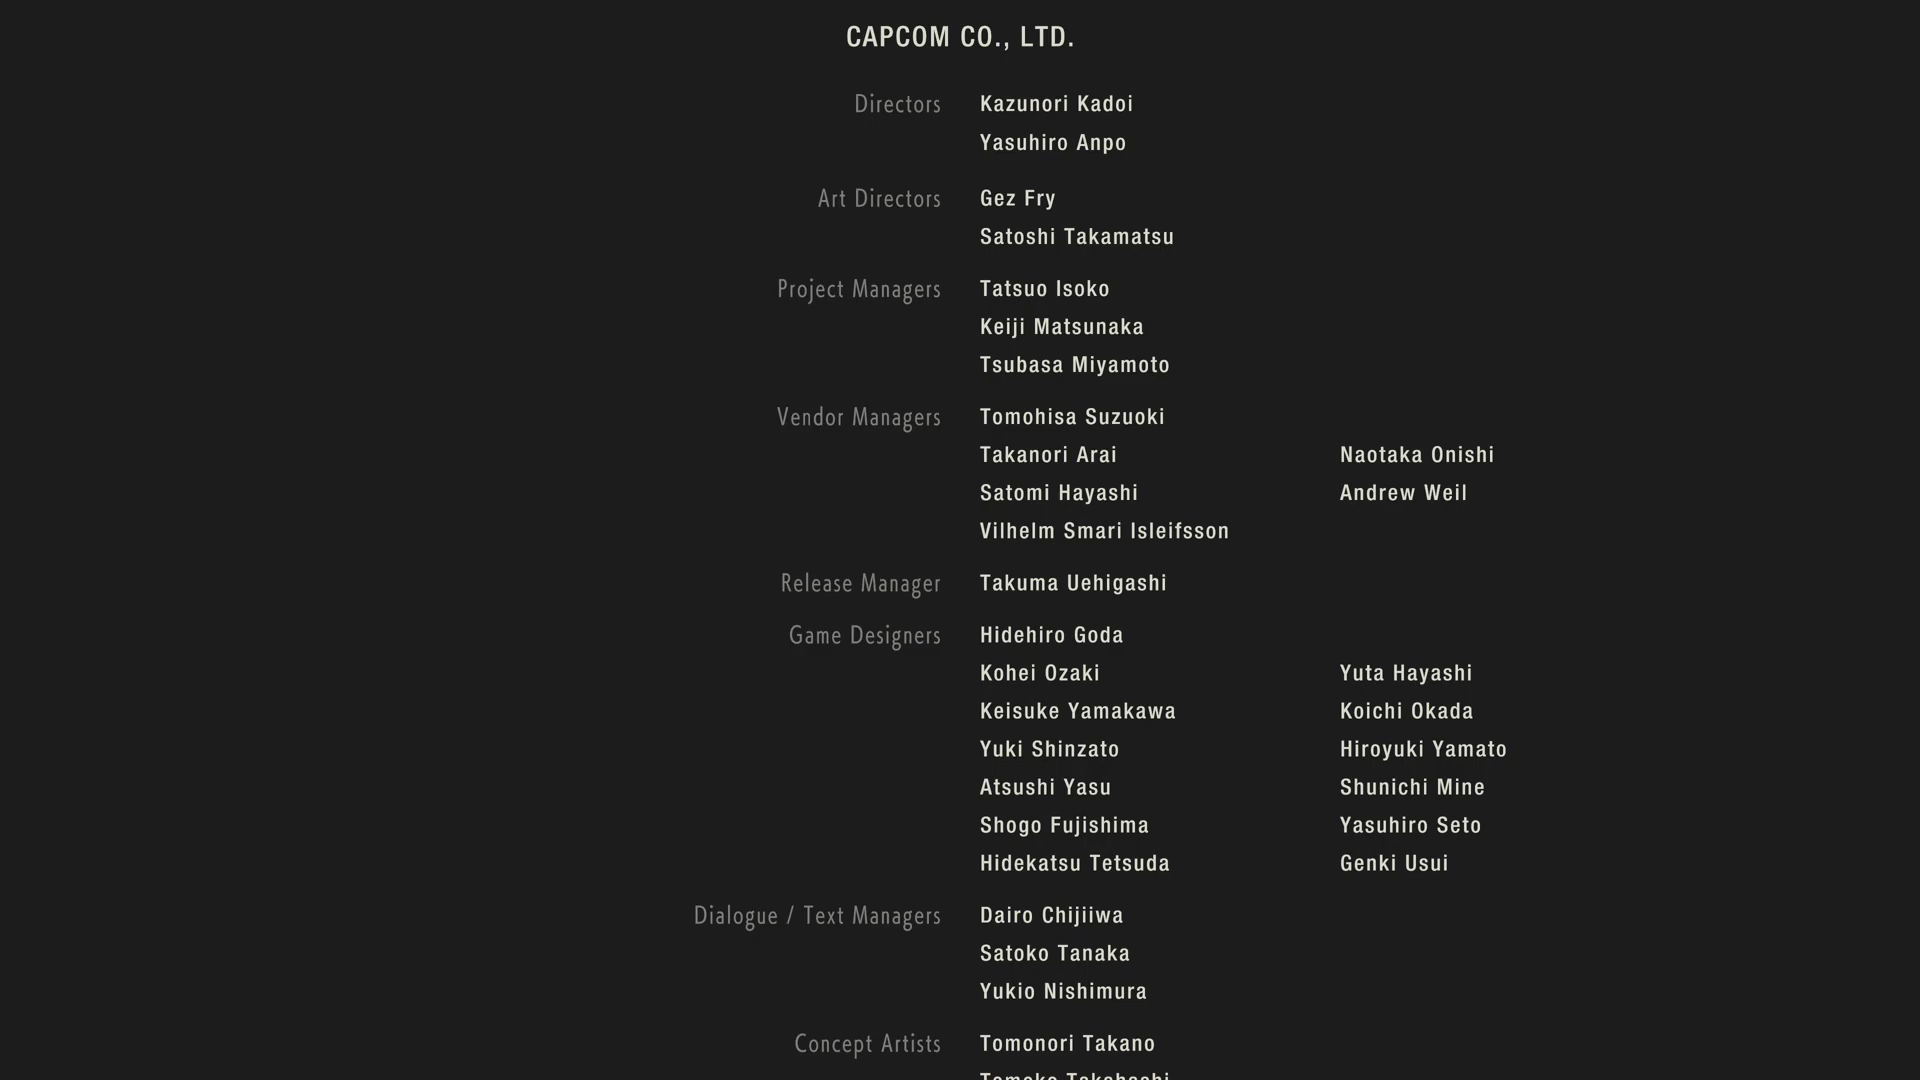 CAPCOM CO., LTD.
Directors Kazunori Kadoi
Yasuhiro Anpo
Art Directors Gez Fry
Satoshi Takamatsu
Project Managers Tatsuo Isoko
Keiji Matsunaka
Tsubasa Miyamoto
Vendor Managers Tomohisa Suzuoki
Takanori Arai Naotaka Onishi
Satomi Hayashi Andrew Weil
Vilhelm Smari Isleifsson
Release Manager Takuma Uehigashi
Game Designers Hidehiro Goda
Kohei Ozaki Yuta Hayashi
Keisuke Yamakawa Koichi Okada
Yuki Shinzato Hiroyuki Yamato
Atsushi Yasu Shunichi Mine
Shogo Fujishima Yasuhiro Seto
Hidekatsu Tetsuda Genki Usui
Dialogue / Text Managers Dairo Chijiiwa
Satoko Tanaka
Yukio Nishimura
Concept Artists Tomonori Takano